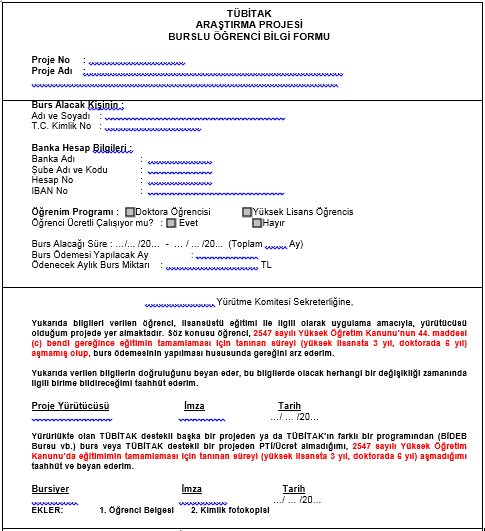 TÜBİTAK
ARAŞTIRMA PROJESİ
BURSLU ÖĞRENCİ BİLGİ FORMU
Proje No :
Proje Adı :
Burs Alacak Kişinin :
Adı ve Soyadı :
T.C. Kimlik No :
Banka Hesap Bilgileri :
Banka Adı :
Şube Adı ve Kodu :
Hesap No :
IBAN No :
Öğrenim Programı : Doktora Öğrencisi Yüksek Lisans Öğrencis
Öğrenci Ücretli Çalışıyor mu? : Evet Hayır
Burs Alacağı Süre : …/… /20… - … / … /20… (Toplam Ay)
Burs Ödemesi Yapılacak Ay :
Ödenecek Aylık Burs Miktarı : TL
Yürütme Komitesi Sekreterliğine,
Yukarıda bilgileri verilen öğrenci, lisansüstü eğitimi ile ilgili olarak uygulama amacıyla, yürütücüsü
olduğum projede yer almaktadır. Söz konusu öğrenci, 2547 sayılı Yüksek Öğretim Kanunu'nun 44. maddesi
(c) bendi gereğince eğitimin tamamlaması için tanınan süreyi (yüksek lisansta 3 yıl, doktorada 6 yıl)
aşmamış olup, burs ödemesinin yapılması hususunda gereğini arz ederim.
Yukarıda verilen bilgilerin doğruluğunu beyan eder, bu bilgilerde olacak herhangi bir değişikliği zamanında
ilgili birime bildireceğimi taahhüt ederim.
Proje Yürütücüsü İmza Tarih
…/ … /20…
Yürürlükte olan TÜBİTAK destekli başka bir projeden ya da TÜBİTAK'ın farklı bir programından (BİDEB
Bursu vb.) burs veya TÜBİTAK destekli bir projeden PTİ/Ücret almadığımı, 2547 sayılı Yüksek Öğretim
Kanunu'da eğitimimin tamamlaması için tanınan süreyi (yüksek lisansta 3 yıl, doktorada 6 yıl) aşmadığımı
taahhüt ve beyan ederim.
Bursiyer İmza Tarih
…/ … /20…
EKLER: 1. Öğrenci Belgesi 2. Kimlik fotokopisi